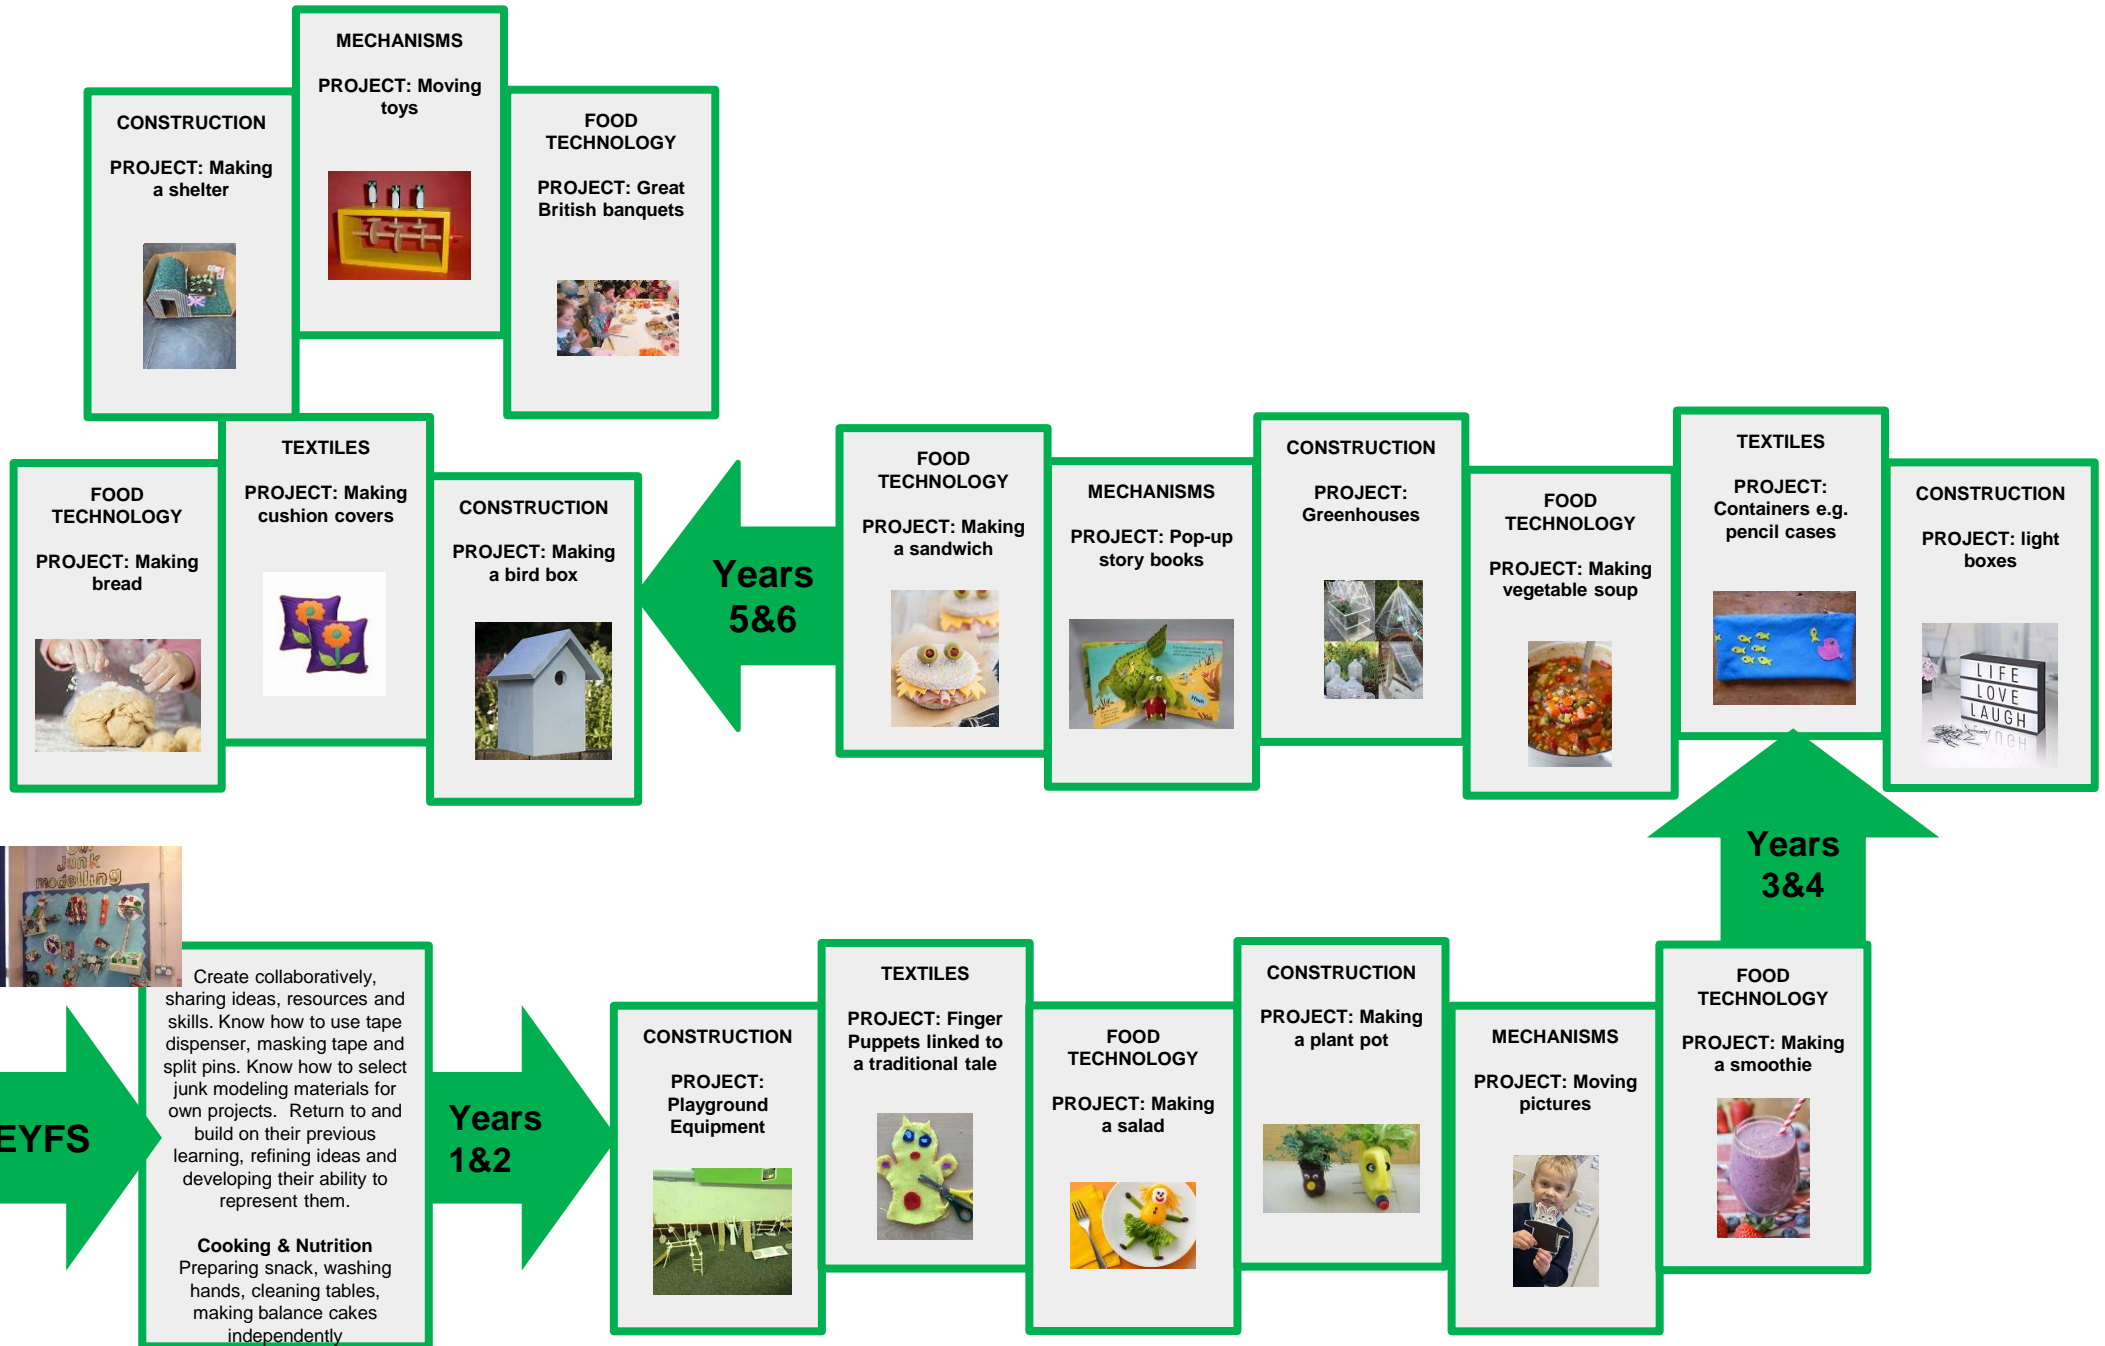 MECHANISMS
PROJECT: Moving
toys
CONSTRUCTION
PROJECT: Making
a shelter
FOOD
TECHNOLOGY
PROJECT: Great
British banquets
FOOD
TECHNOLOGY
PROJECT: Making
bread
TEXTILES
PROJECT: Making
cushion covers
CONSTRUCTION
PROJECT: Making
a bird box
Years
5&6
FOOD
TECHNOLOGY
PROJECT: Making
a sandwich
MECHANISMS
PROJECT: Pop-up
story books
CONSTRUCTION
PROJECT:
Greenhouses
FOOD
TECHNOLOGY
PROJECT: Making
vegetable soup
TEXTILES
PROJECT:
Containers e.g.
pencil cases
CONSTRUCTION
PROJECT: light
boxes
LIFE
LOVE
LAUGH
Years
3&4
junk
modelling
EYFS
Create collaboratively,
sharing ideas, resources and
skills. Know how to use tape
dispenser, masking tape and
split pins. Know how to select
junk modeling materials for
own projects. Return to and
build on their previous
learning, refining ideas and
developing their ability to
represent them.
Cooking & Nutrition
Preparing snack, washing
hands, cleaning tables,
making balance cakes
independently
Years
1&2
CONSTRUCTION
PROJECT:
Playground
Equipment
TEXTILES
PROJECT: Finger
Puppets linked to
a traditional tale
FOOD
TECHNOLOGY
PROJECT: Making
a salad
CONSTRUCTION
PROJECT: Making
a plant pot
MECHANISMS
PROJECT: Moving
pictures
FOOD
TECHNOLOGY
PROJECT: Making
a smoothie